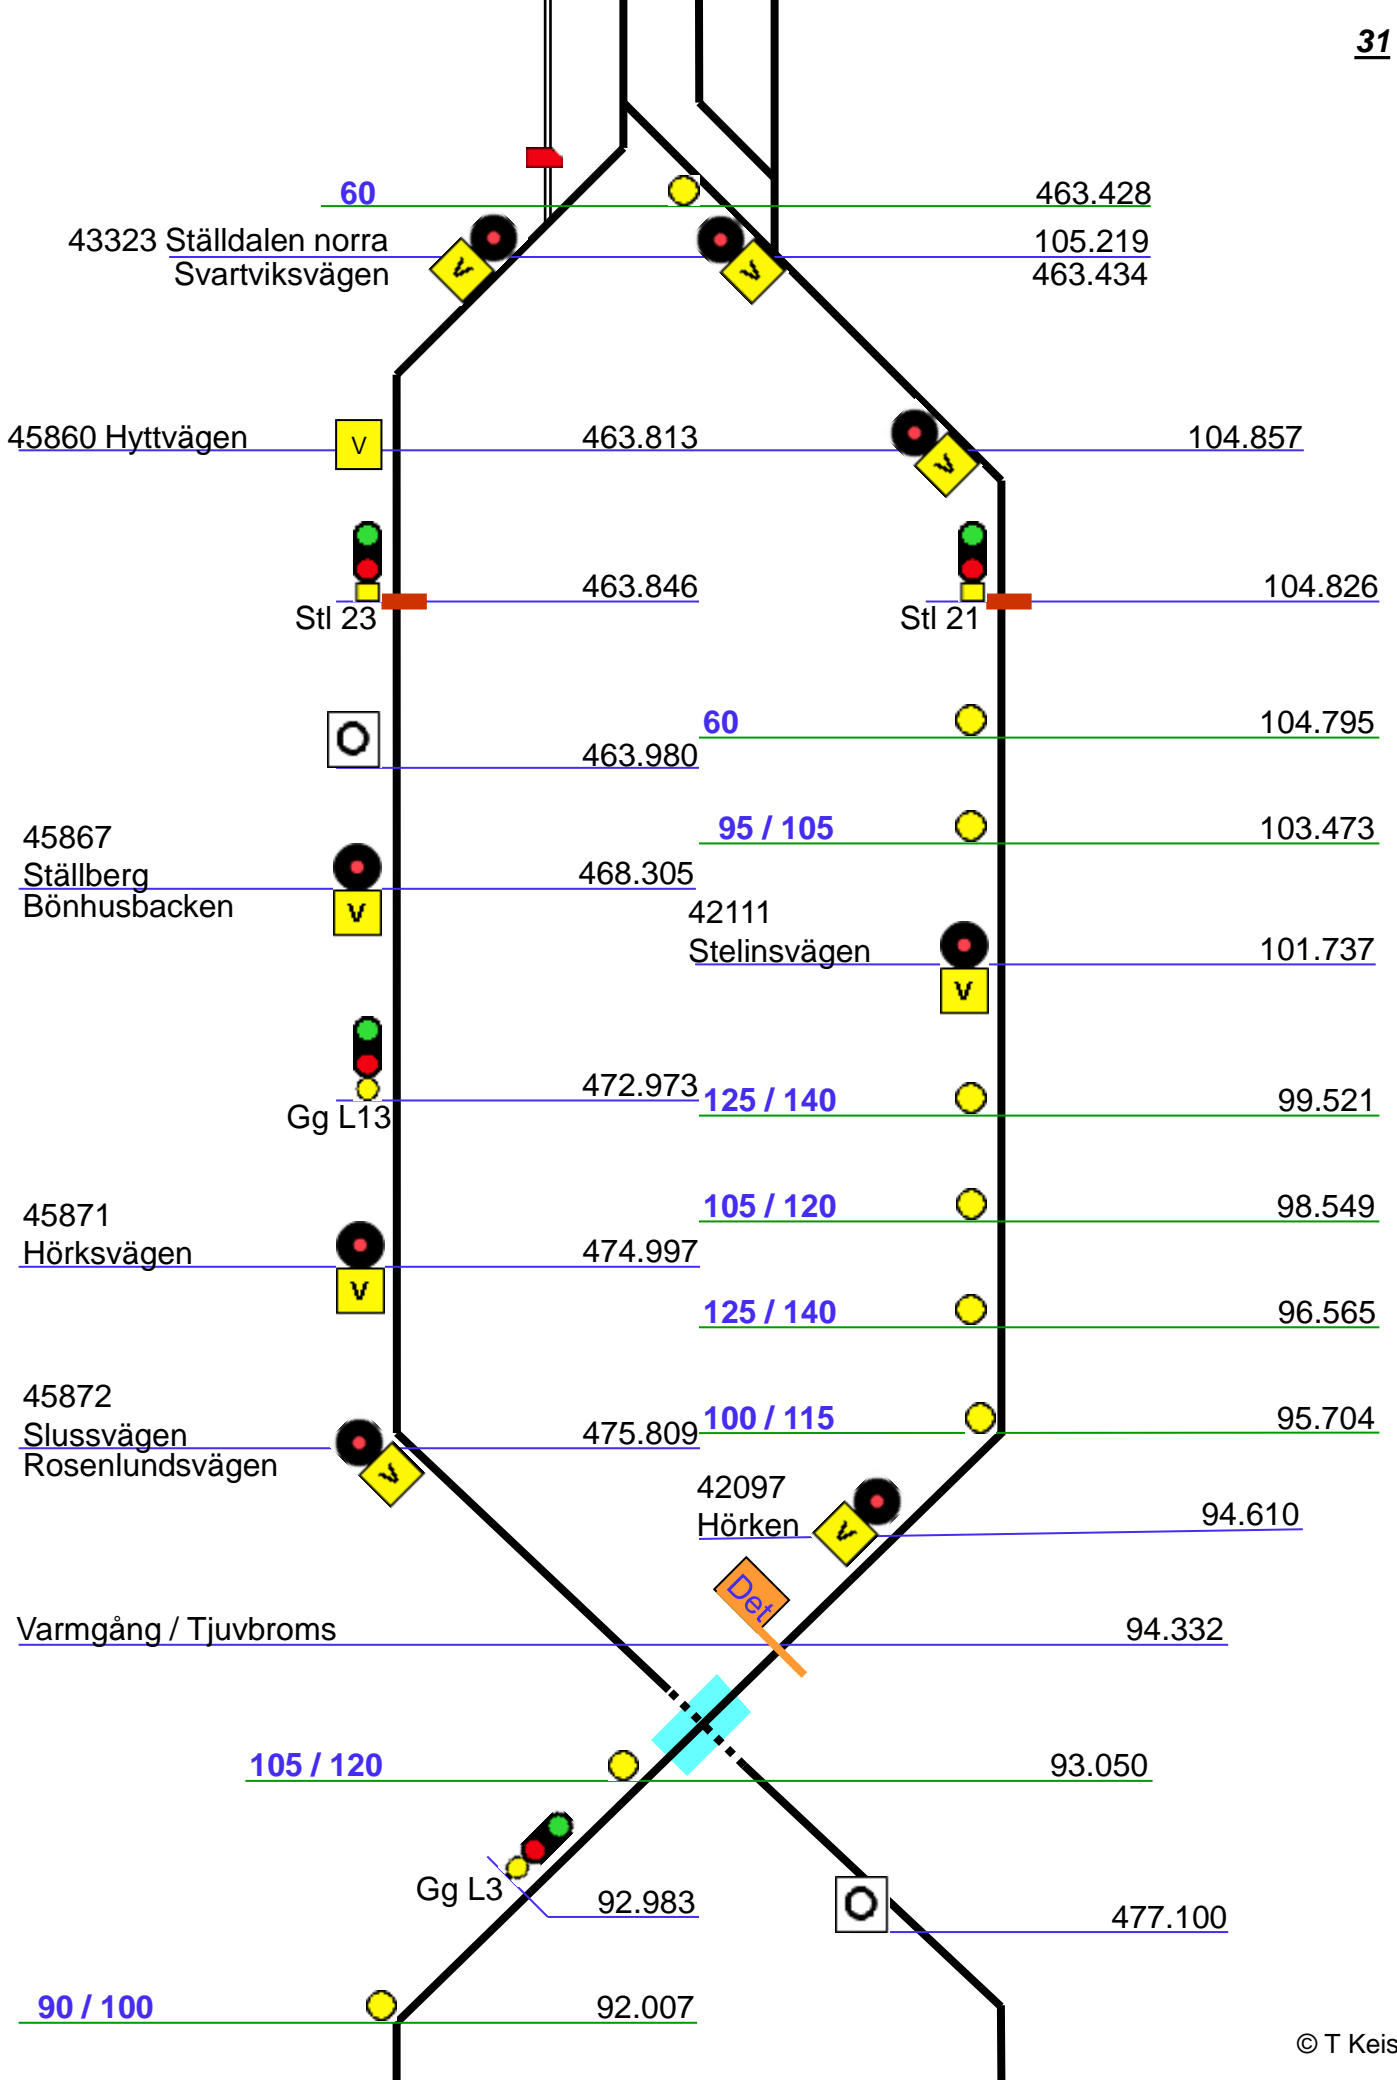 31
60 463.428
43323 Ställdalen norra 105.219
Svartviksvägen 463.434
V V
45860 Hyttvägen V 463.813 V 104.857
463.846 104.826
Stl 23 Stl 21
60 104.795
O 463.980
95 / 105 103.473
45867
Ställberg 468.305
Bönhusbacken V
42111
Stelinsvägen 101.737
V
472.973 125 / 140 99.521
Gg L13
105 / 120 98.549
45871
Hörksvägen 474.997
V
125 / 140 96.565
45872
Slussvägen 475.809 100 / 115 95.704
Rosenlundsvägen V
42097
Hörken V 94.610
Det
Varmgång / Tjuvbroms 94.332
105 / 120 93.050
Gg L3 92.983 O 477.100
90 / 100 92.007
© T Keis